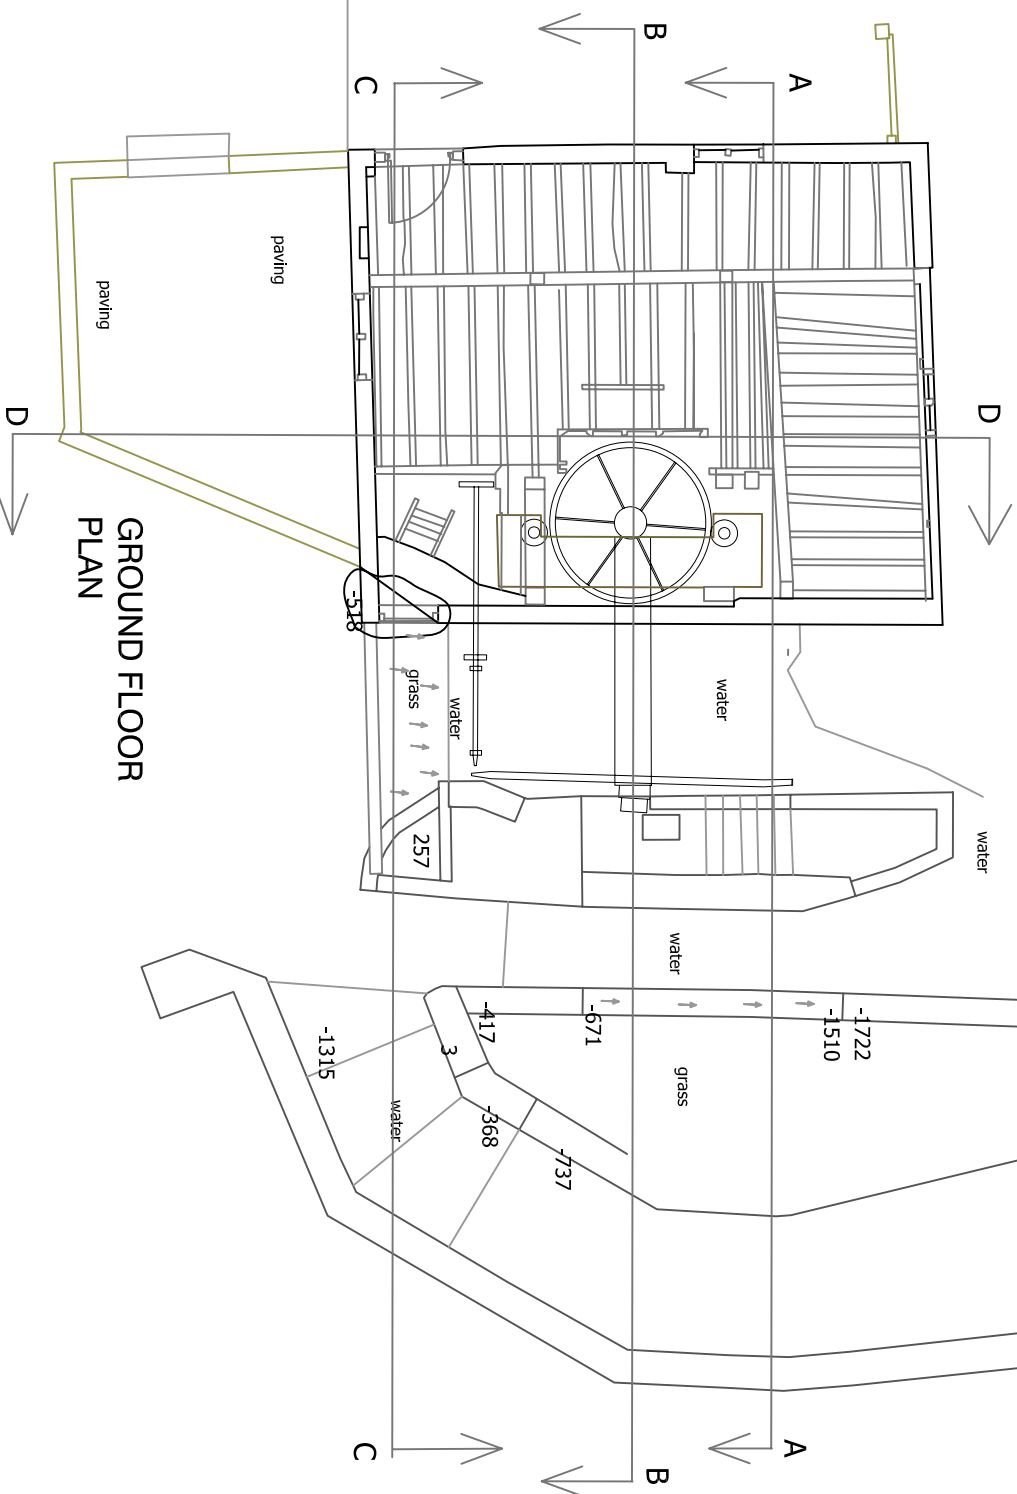 B
A
C
paving
paving
D
D
GROUND FLOOR
PLAN
-518
grass
water
water
257
water
water
-417
-671
-1510
-1722
-1315
3
grass
water
-368
-737
C
A
B